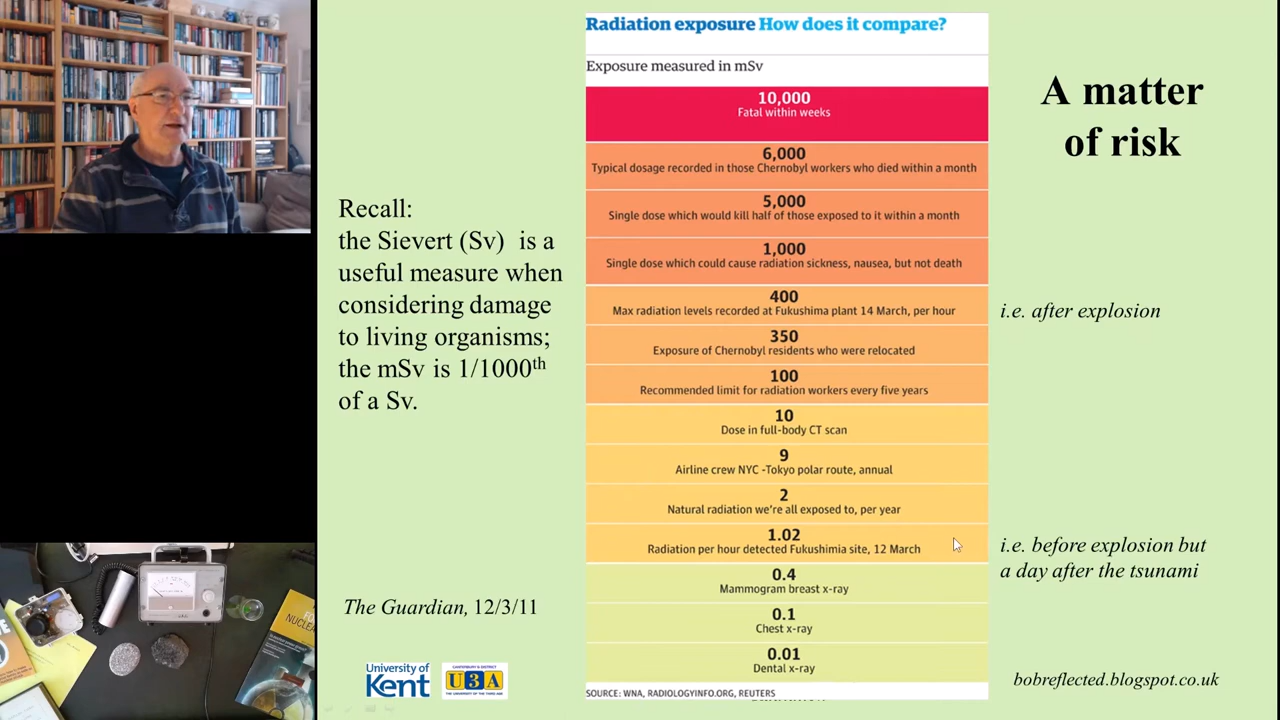 Radiation exposure How does it compare?
Exposure measured in mSv
10,000
Fatal within weeks
6,000
Typical dosage recorded in those Chernobyl workers who died within a month
5,000
Single dose which would kill half of those exposed to it within a month
1,000
Single dose which could cause radiation sickness, nausea, but not death
400
Max radiation levels recorded at Fukushima plant 14 March, per hour
350
Exposure of Chernobyl residents who were relocated
100
Recommended limit for radiation workers every five years
10
Dose in full-body CT scan
9
Airline crew NYC -Tokyo polar route, annual
2
Natural radiation we're all exposed to, per year
1.02
Radiation per hour detected Fukushimia site, 12 March
0.4
Mammogram breast x-ray
0.1
Chest x-ray
0.01
Dental x-ray
SOURCE: WNA, RADIOLOGYINFO.ORG, REUTERS
A matter
of risk
Recall:
the Sievert (Sv) is a
useful measure when
considering damage
to living organisms;
the mSv is 1/1000th
of a Sv.
i.e. after explosion
i.e. before explosion but
a day after the tsunami
The Guardian, 12/3/11
University of
Kent
CANTERBURY & DISTRICT
U3A
THE UNIVERSITY OF THE THIRD AGE
bobreflected.blogspot.co.uk